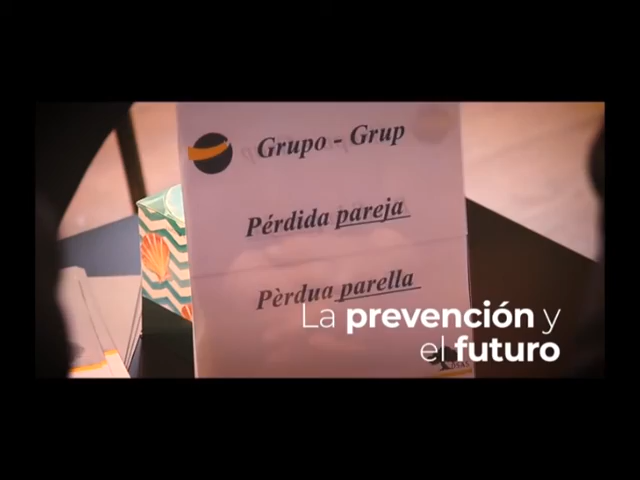 Grupo - Grup
Pérdida pareja
Pèrdua parella
La prevención y
el futuro